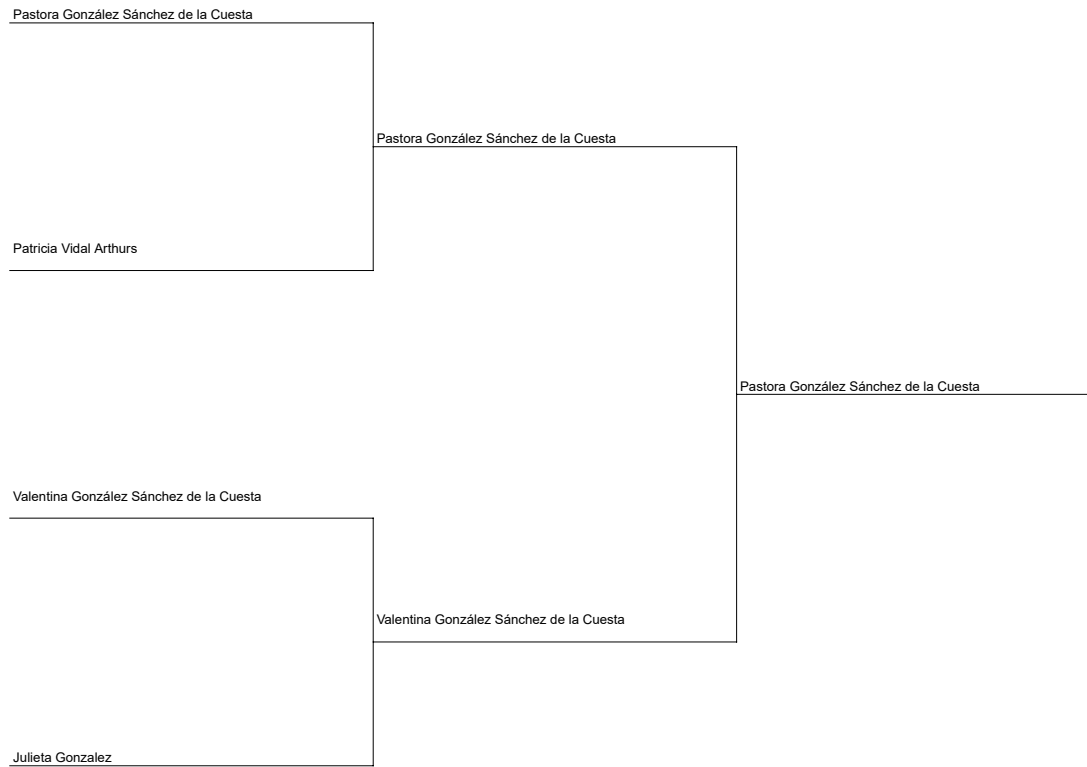 Pastora González Sánchez de la Cuesta
Pastora González Sánchez de la Cuesta
Patricia Vidal Arthurs
Pastora González Sánchez de la Cuesta
Valentina González Sánchez de la Cuesta
Valentina González Sánchez de la Cuesta
Julieta Gonzalez